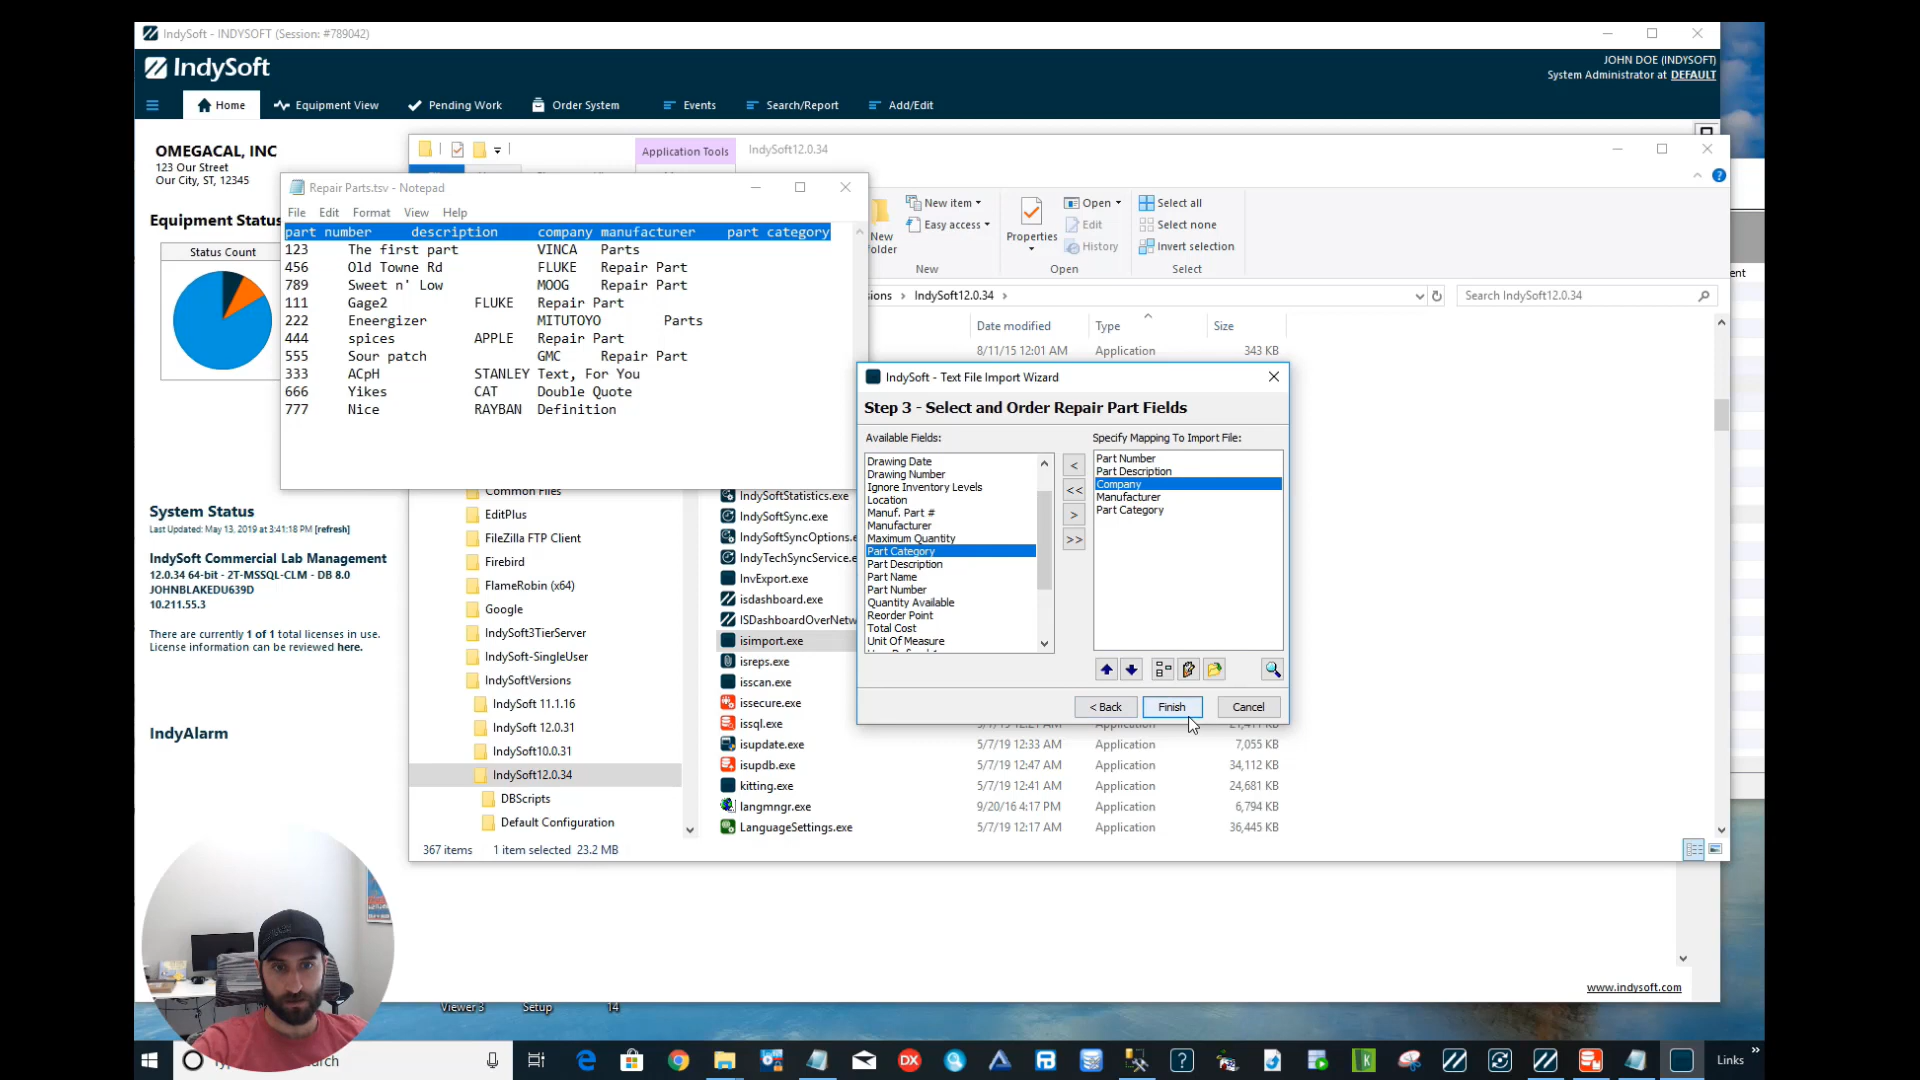 IndySoft - INDYSOFT (Session: #789042)
IndySoft
JOHN DOE (INDYSOFT)
System Administrator at DEFAULT
Home
Equipment View
Pending Work
Order System
Events
Search/Report
Add/Edit
OMEGACAL, INC
123 Our Street
Our City, ST, 12345
Equipment Status
Status Count
System Status
Last Updated: May 13, 2019 at 3:41:18 PM [refresh]
IndySoft Commercial Lab Management
12.0.34 64-bit - 2T-MSSQL-CLM - DB 8.0
JOHNBLAKEDU639D
10.211.55.3
There are currently 1 of 1 total licenses in use.
License information can be reviewed here.
IndyAlarm
Application Tools
IndySoft12.0.34
Repair Parts.tsv - Notepad
File Edit Format View Help
part number description company manufacturer part category
123 The first part VINCA Parts
456 Old Towne Rd FLUKE Repair Part
789 Sweet n' Low MOOG Repair Part
111 Gage2 FLUKE Repair Part
222 Eneergizer MITUTOYO Parts
444 spices APPLE Repair Part
555 Sour patch GMC Repair Part
333 ACpH STANLEY Text, For You
666 Yikes CAT Double Quote
777 Nice RAYBAN Definition
New item
Easy access
New
folder
New
Properties
Open
Edit
History
Open
Select all
Select none
Invert selection
Select
IndySoft12.0.34
Search IndySoft12.0.34
Date modified Type Size
8/11/15 12:01 AM Application 343 KB
IndySoft - Text File Import Wizard
Step 3 - Select and Order Repair Part Fields
Available Fields:
Drawing Date
Drawing Number
Ignore Inventory Levels
Location
Manuf. Part #
Manufacturer
Maximum Quantity
Part Category
Part Description
Part Name
Part Number
Quantity Available
Reorder Point
Total Cost
Unit Of Measure
<
<<
>
>>
Specify Mapping To Import File:
Part Number
Part Description
Company
Manufacturer
Part Category
< Back
Finish
Cancel
Common Files
EditPlus
FileZilla FTP Client
Firebird
FlameRobin (x64)
Google
IndySoft3TierServer
IndySoft-SingleUser
IndySoftVersions
IndySoft 11.1.16
IndySoft 12.0.31
IndySoft10.0.31
IndySoft12.0.34
DBScripts
Default Configuration
IndySoftStatistics.exe
IndySoftSync.exe
IndySoftSyncOptions.e
IndyTechSyncService.e
InvExport.exe
isdashboard.exe
ISDashboardOverNetw
isimport.exe
isreps.exe
isscan.exe
issecure.exe
issql.exe
isupdate.exe 5/7/19 12:33 AM Application 7,055 KB
isupdb.exe 5/7/19 12:47 AM Application 34,112 KB
kitting.exe 5/7/19 12:41 AM Application 24,681 KB
langmngr.exe 9/20/16 4:17 PM Application 6,794 KB
LanguageSettings.exe 5/7/19 12:17 AM Application 36,445 KB
367 items 1 item selected 23.2 MB
www.indysoft.com
Viewer 3
Setup
14
Links